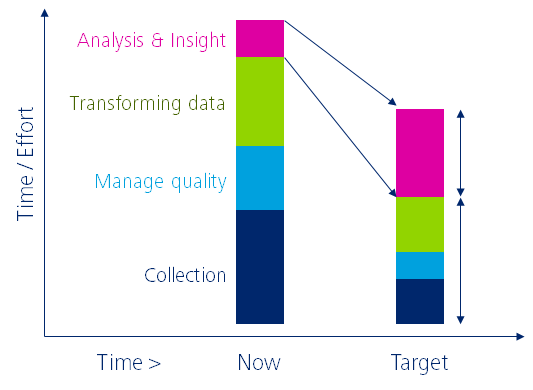 Analysis & Insight
Transforming data
Manage quality
Collection
Time / Effort
Time >
Now
Target